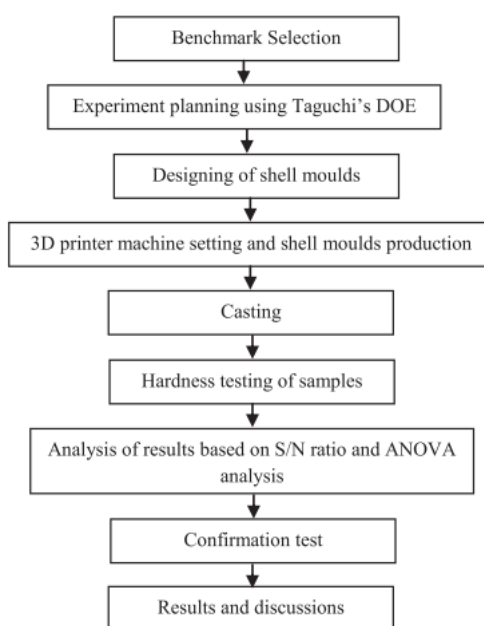 Benchmark Selection
Experiment planning using Taguchi's DOE
Designing of shell moulds
3D printer machine setting and shell moulds production
Casting
Hardness testing of samples
Analysis of results based on S/N ratio and ANOVA
analysis
Confirmation test
Results and discussions